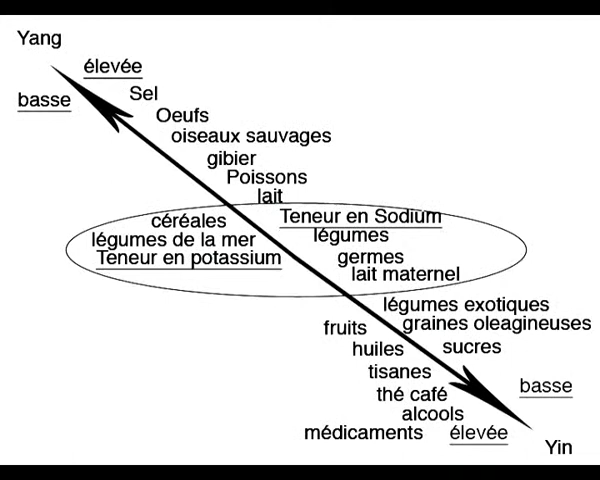 Yang
élevée
basse
Sel
Oeufs
oiseaux sauvages
gibier
Poissons
lait
Teneur en Sodium
céréales
légumes
légumes de la mer
Teneur en potassium
germes
lait maternel
légumes exotiques
fruits
graines oleagineuses
huiles
sucres
tisanes
basse
thé café
alcools
médicaments
élevée
Yin